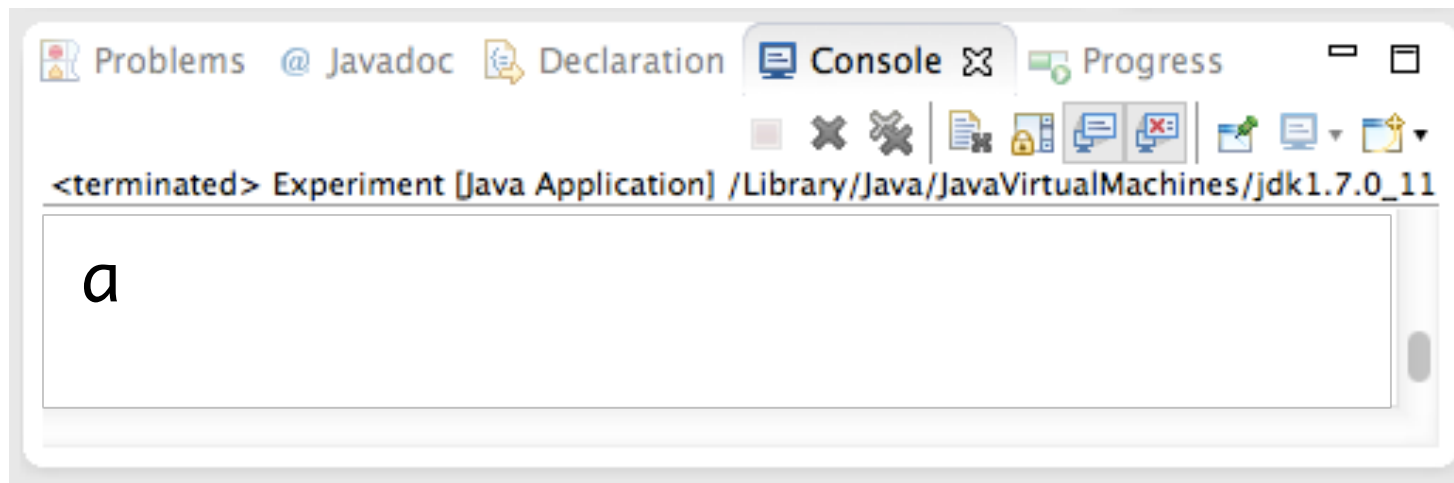 Problems @ Javadoc Declaration Console Progress
<terminated> Experiment [Java Application] /Library/Java/JavaVirtualMachines/jdk1.7.0_11
a